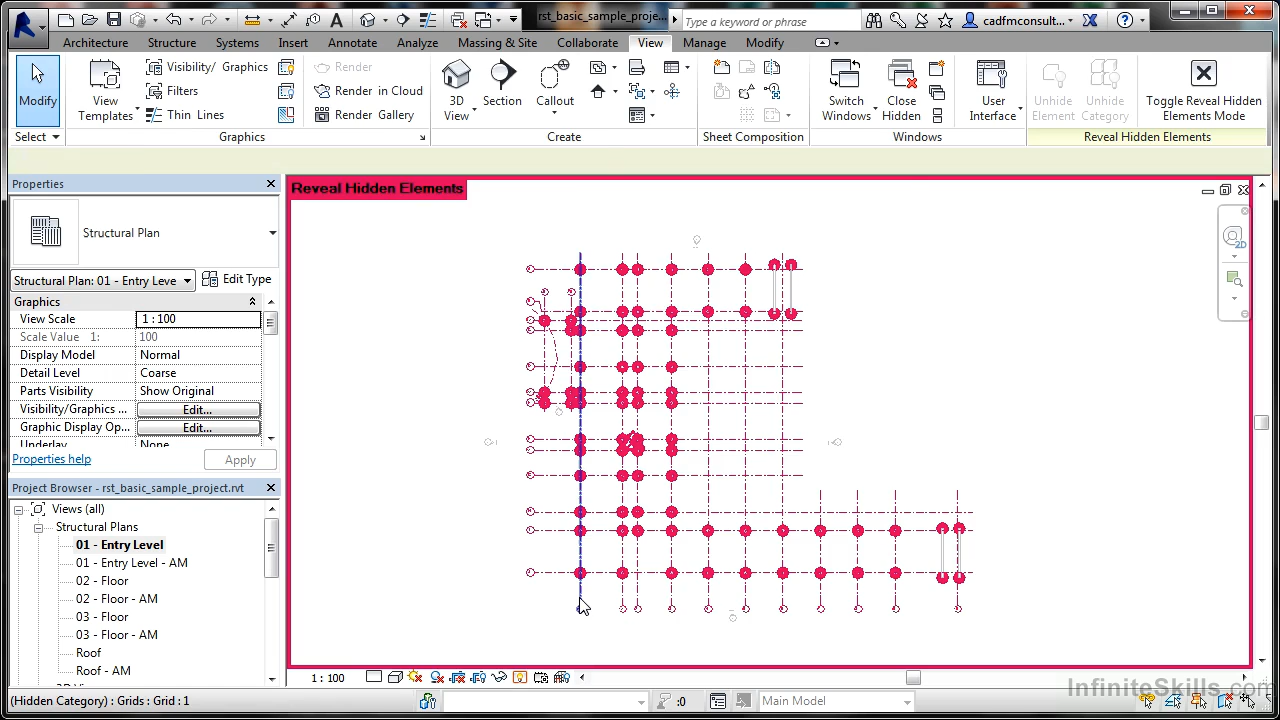 rst_basic_sample_proje...
Type a keyword or phrase
cadfmconsult...
Architecture
Structure
Systems
Insert
Annotate
Analyze
Massing & Site
Collaborate
View
Manage
Modify
Modify
Select
View
Templates
Visibility/ Graphics
Filters
Thin Lines
Graphics
Render
Render in Cloud
Render Gallery
3D
View
Section
Callout
Create
Sheet Composition
Switch
Windows
Close
Hidden
Windows
User
Interface
Unhide
Element
Unhide
Category
Toggle Reveal Hidden
Elements Mode
Reveal Hidden Elements
Properties
Structural Plan
Structural Plan: 01 - Entry Leve
Edit Type
Graphics
View Scale
1 : 100
Scale Value 1:
100
Display Model
Normal
Detail Level
Coarse
Parts Visibility
Show Original
Visibility/Graphics ...
Edit...
Graphic Display Op...
Edit...
Underlay
None
Properties help
Apply
Project Browser - rst_basic_sample_project.rvt
Views (all)
Structural Plans
01 - Entry Level
01 - Entry Level - AM
02 - Floor
02 - Floor - AM
03 - Floor
03 - Floor - AM
Roof
Roof - AM
Reveal Hidden Elements
2D
1 : 100
(Hidden Category) : Grids : Grid : 1
:0
Main Model
InfiniteSkills.com